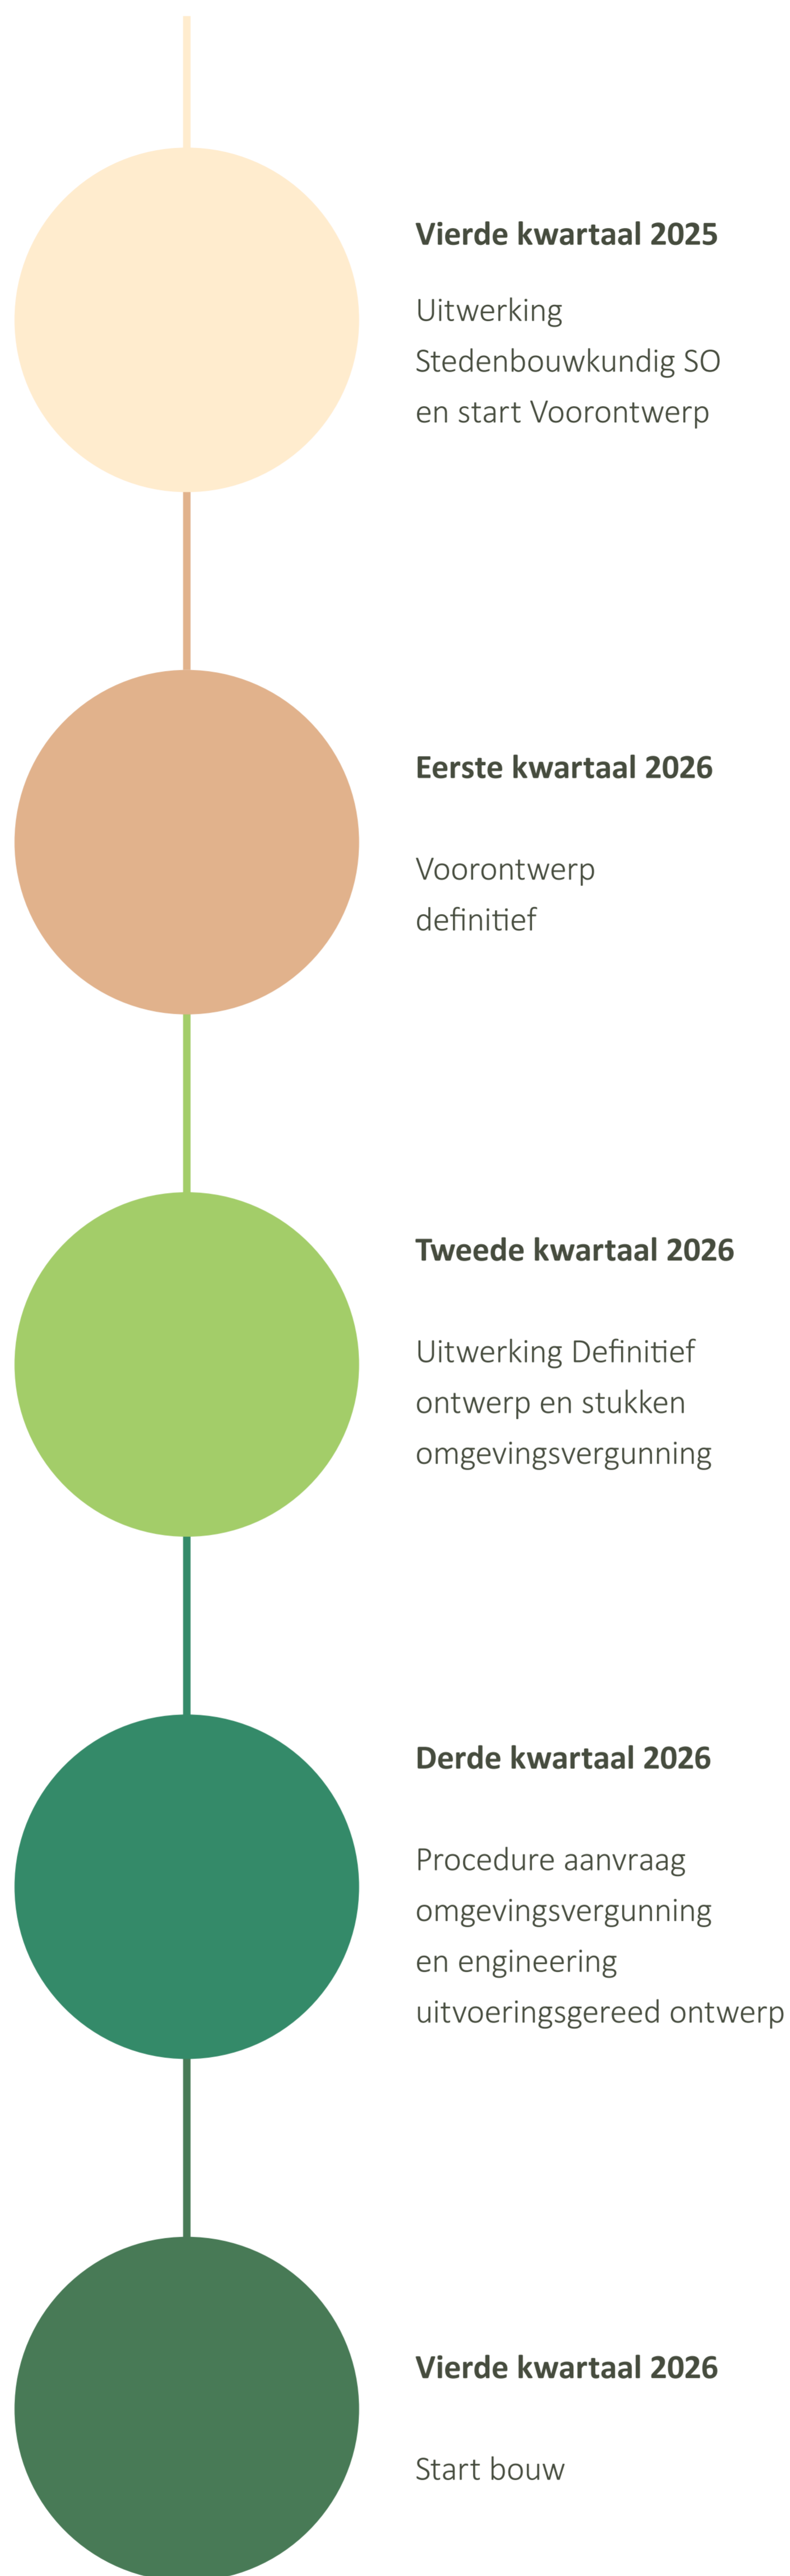 Vierde kwartaal 2025
Uitwerking
Stedenbouwkundig SO
en start Voorontwerp
Eerste kwartaal 2026
Voorontwerp
definitief
Tweede kwartaal 2026
Uitwerking Definitief
ontwerp en stukken
omgevingsvergunning
Derde kwartaal 2026
Procedure aanvraag
omgevingsvergunning
en engineering
uitvoeringsgereed ontwerp
Vierde kwartaal 2026
Start bouw